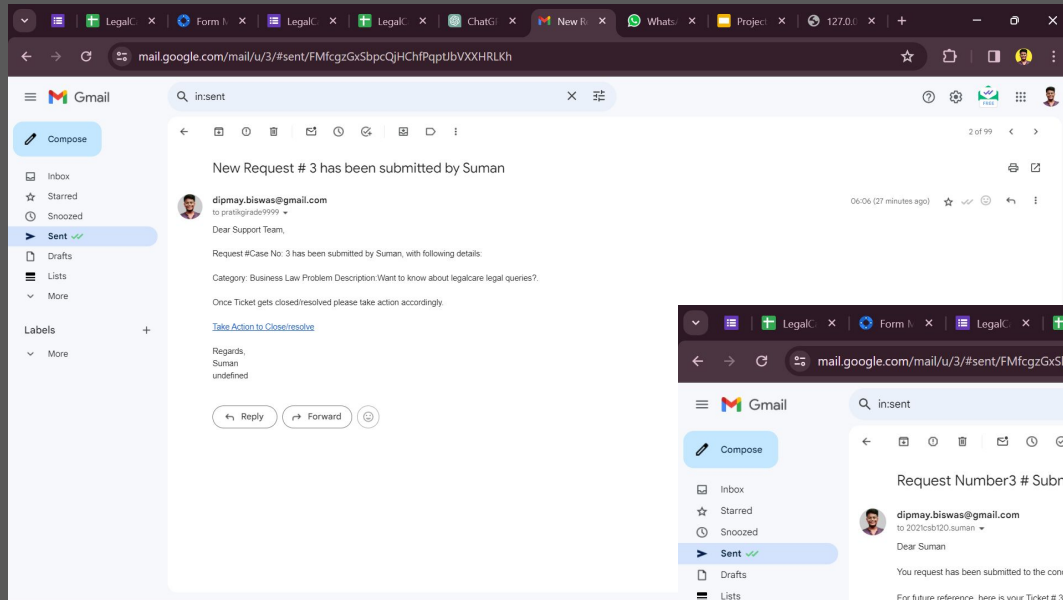 LegalC
Form M
LegalC
LegalC
ChatGF
New Re
Whats
Project
127.0.0
mail.google.com/mail/u/3/#sent/FMfcgzGxSbpcQjHChfPqptJbVXXHRLKh
Gmail
in:sent
FREE
Compose
2 of 99
Inbox
Starred
Snoozed
Sent
Drafts
Lists
More
Labels
More
New Request # 3 has been submitted by Suman
dipmay.biswas@gmail.com
06:06 (27 minutes ago)
to pratikgirade9999
Dear Support Team,
Request #Case No: 3 has been submitted by Suman, with following details:
Category: Business Law Problem Description:Want to know about legalcare legal queries?.
Once Ticket gets closed/resolved please take action accordingly.
Take Action to Close/resolve
Regards,
Suman
undefined
Reply
Forward
LegalC
Form M
LegalC
mail.google.com/mail/u/3/#sent/FMfcgzGxS
Gmail
in:sent
Compose
Inbox
Starred
Snoozed
Sent
Drafts
Lists
Request Number3 # Subm
dipmay.biswas@gmail.com
to 2021csb120.suman
Dear Suman
You request has been submitted to the conc
For future reference, here is your Ticket # 3